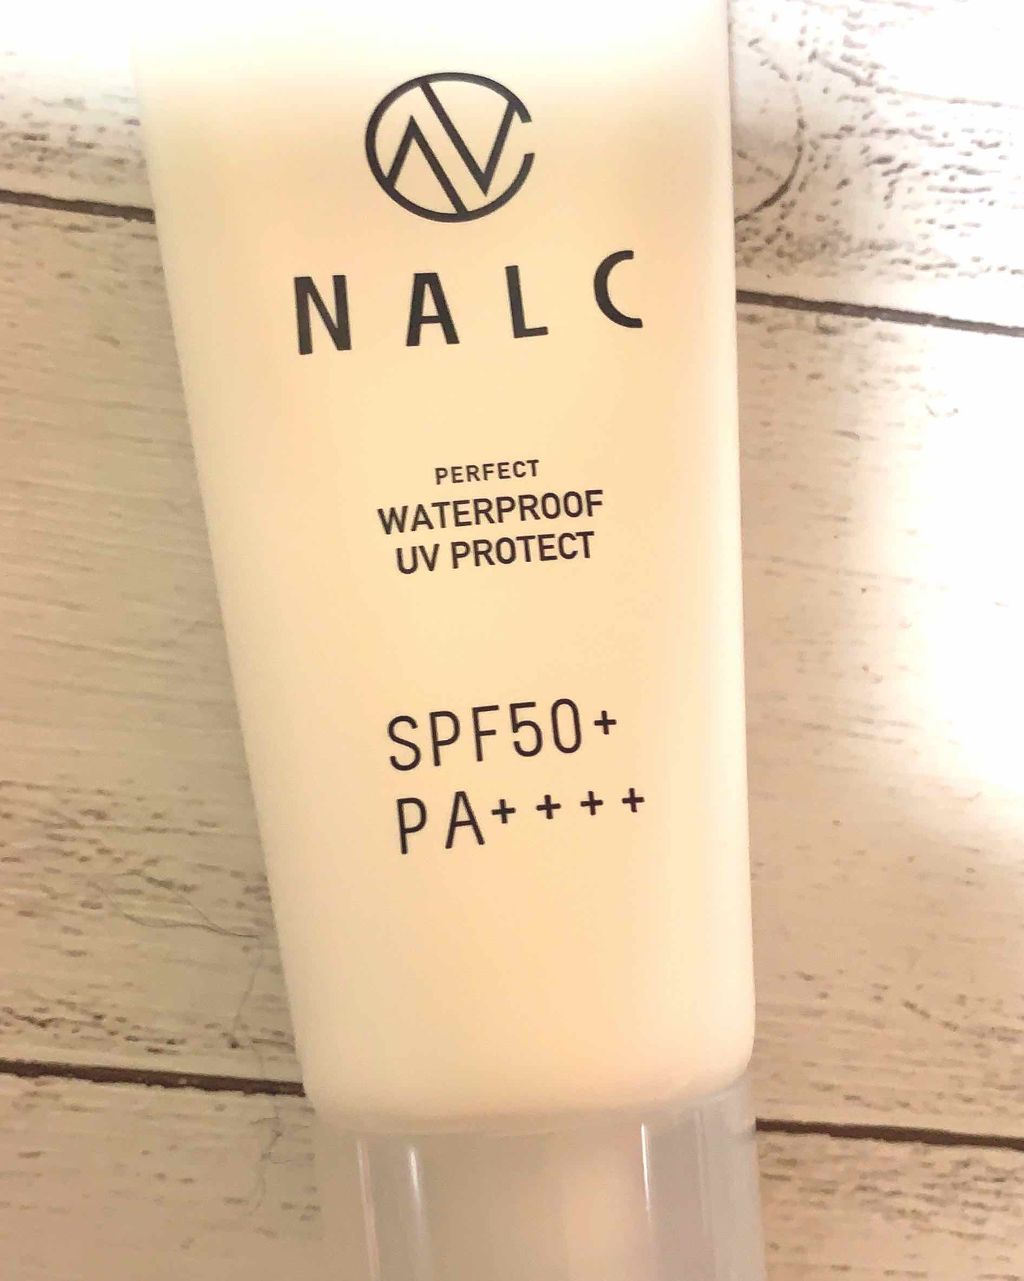 NALC
PERFECT
WATERPROOF
UV PROTECT
SPF50+
PA++++